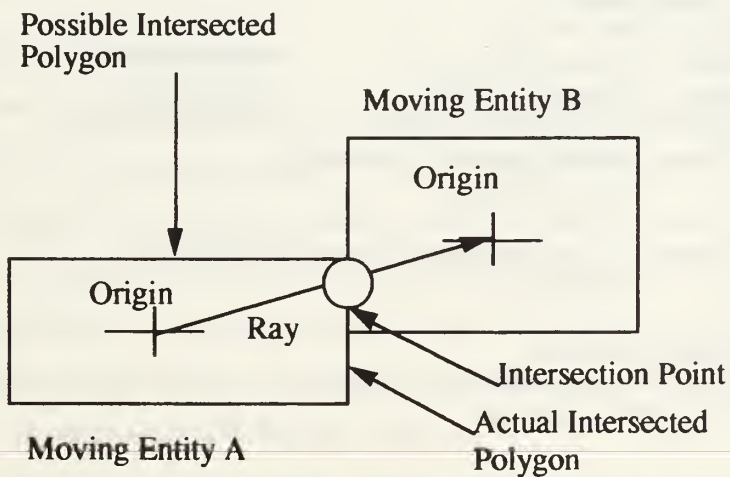 Possible Intersected
Polygon
Moving Entity B
Origin
Origin
Ray
Intersection Point
Actual Intersected
Polygon
Moving Entity A